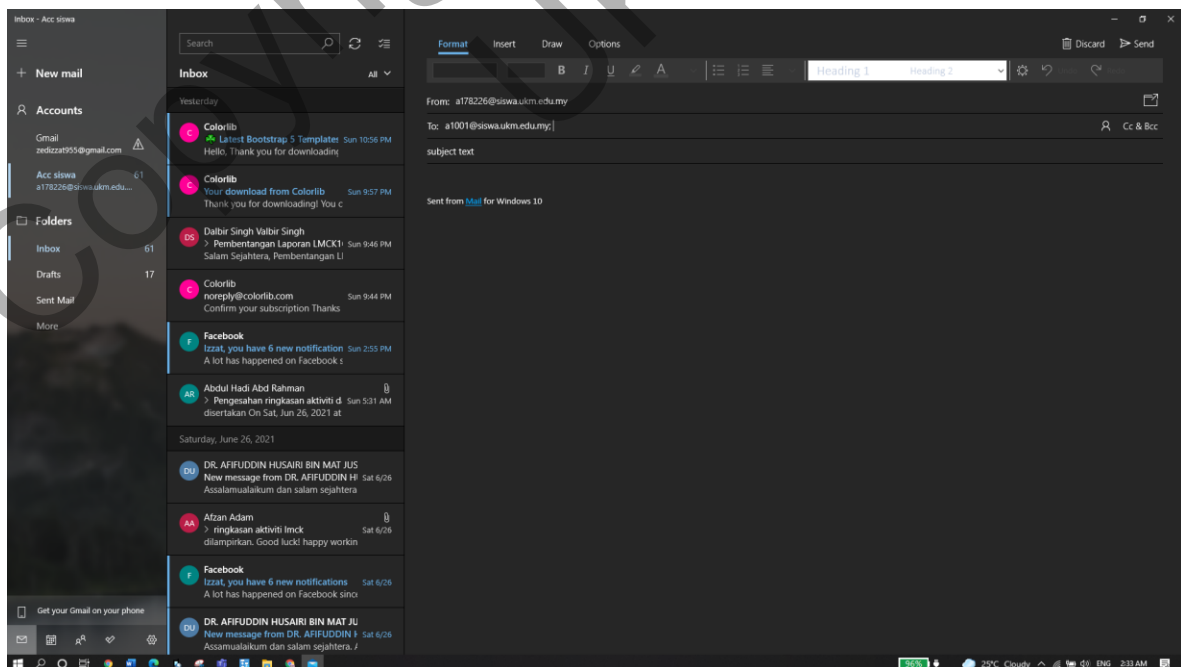 Inbox - Acc siswa
New mail
Accounts
Gmail
zedizzat955@gmail.com
Acc siswa 61
a178226@siswa.ukm.edu....
Folders
Inbox 61
Drafts 17
Sent Mail
More
Get your Gmail on your phone
Search
Inbox All
Yesterday
Colorlib
Latest Bootstrap 5 Templates Sun 10:56 PM
Hello, Thank you for downloading
Colorlib
Your download from Colorlib Sun 9:57 PM
Thank you for downloading! You c
Dalbir Singh Valbir Singh
> Pembentangan Laporan LMCK1 Sun 9:46 PM
Salam Sejahtera, Pembentangan LI
Colorlib
noreply@colorlib.com Sun 9:44 PM
Confirm your subscription Thanks
Facebook
Izzat, you have 6 new notification Sun 2:55 PM
A lot has happened on Facebook s
Abdul Hadi Abd Rahman
> Pengesahan ringkasan aktiviti d Sun 5:31 AM
disertakan On Sat, Jun 26, 2021 at
Saturday, June 26, 2021
DR. AFIFUDDIN HUSAIRI BIN MAT JUS
New message from DR. AFIFUDDIN HI Sat 6/26
Assalamualaikum dan salam sejahtera
Afzan Adam
> ringkasan aktiviti lmck Sat 6/26
dilampirkan. Good luck! happy workin
Facebook
Izzat, you have 6 new notifications Sat 6/26
A lot has happened on Facebook since
DR. AFIFUDDIN HUSAIRI BIN MAT JU
New message from DR. AFIFUDDIN H Sat 6/26
Assamualaikum dan salam sejahtera. A
Format Insert Draw Options Discard Send
B I U A Heading 1 Heading 2
From: a178226@siswa.ukm.edu.my
To: a1001@siswa.ukm.edu.my; Cc & Bcc
subject text
Sent from Mail for Windows 10
96% 25°C Cloudy ENG 2:33 AM